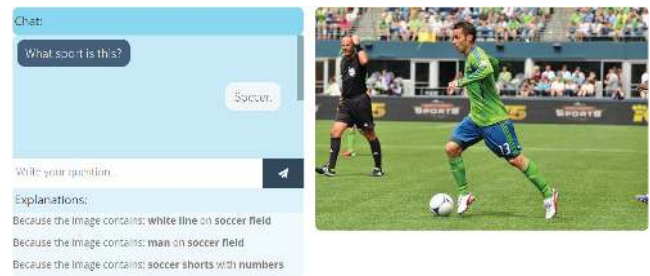 Chat:
What sport is this?
Soccer.
Write your question...
Explanations:
Because the image contains: white line on soccer field
Because the image contains: man on soccer field
Because the image contains: soccer shorts with numbers
SPORTS
SPORTS
13